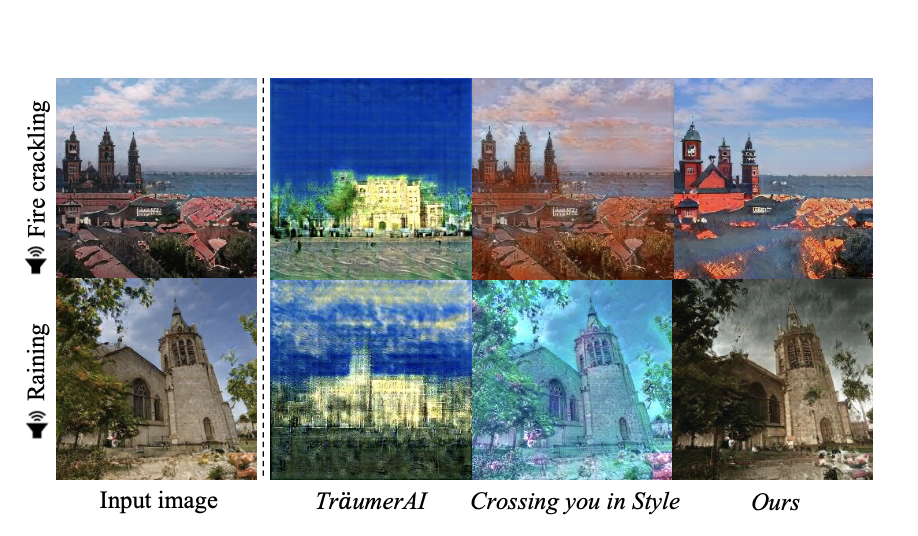 Fire crackling
Raining
Input image
TräumerAI
Crossing you in Style
Ours